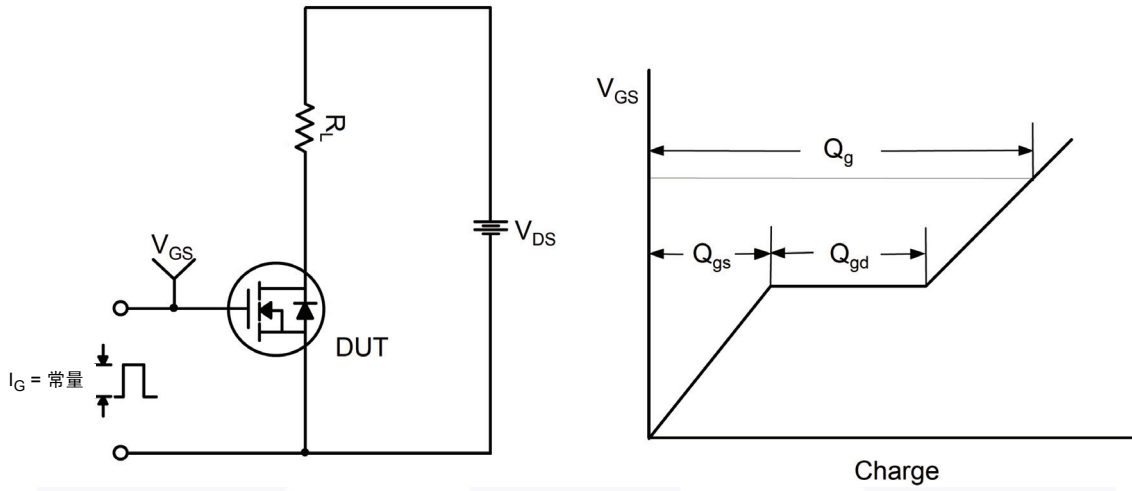 R_L
V_DS
V_GS
DUT
I_G = 常量
V_GS
Q_g
Q_gs
Q_gd
Charge